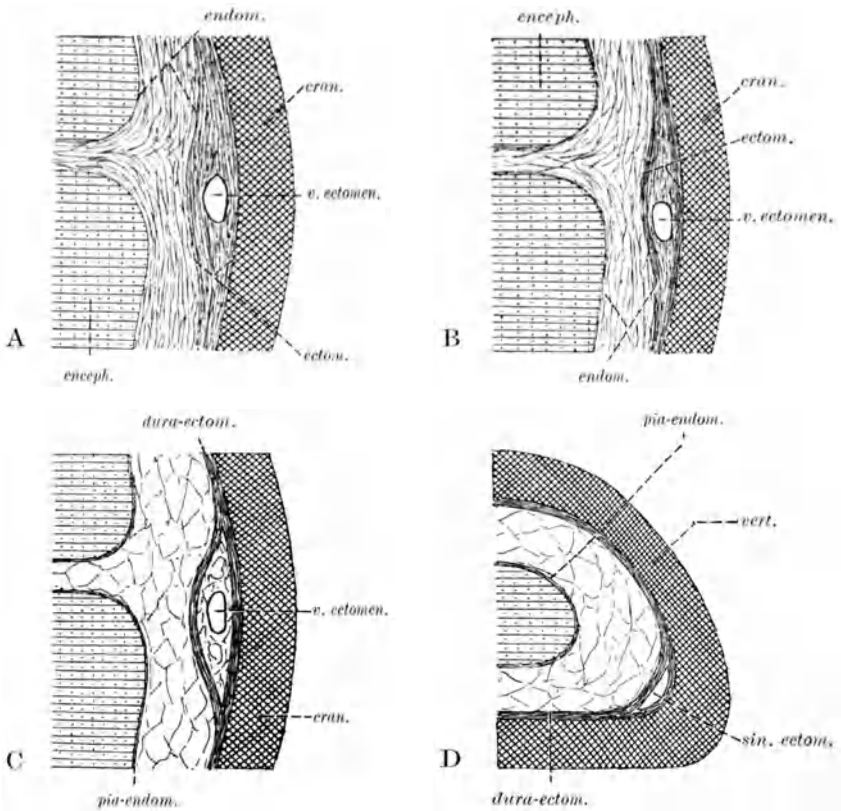 endom.
cran.
v. ectomen.
ectom.
enceph.
A
enceph.
cran.
ectom.
v. ectomen.
endom.
B
dura-ectom.
v. ectomen.
cran.
pia-endom.
C
pia-endom.
vert.
sin. ectom.
dura-ectom.
D